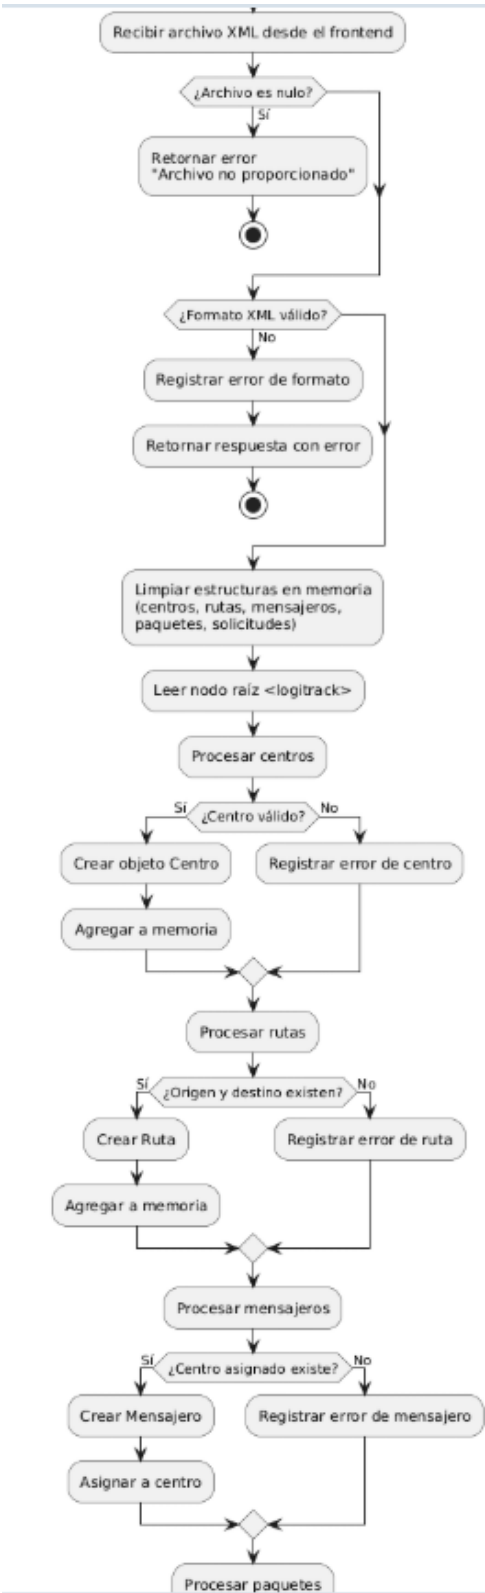 Recibir archivo XML desde el frontend
¿Archivo es nulo?
Sí
Retornar error
"Archivo no proporcionado"
¿Formato XML válido?
No
Registrar error de formato
Retornar respuesta con error
Limpiar estructuras en memoria
(centros, rutas, mensajeros,
paquetes, solicitudes)
Leer nodo raíz <logitrack>
Procesar centros
Sí
¿Centro válido?
No
Crear objeto Centro
Registrar error de centro
Agregar a memoria
Procesar rutas
Sí
¿Origen y destino existen?
No
Crear Ruta
Registrar error de ruta
Agregar a memoria
Procesar mensajeros
Sí
¿Centro asignado existe?
No
Crear Mensajero
Registrar error de mensajero
Asignar a centro
Procesar paquetes